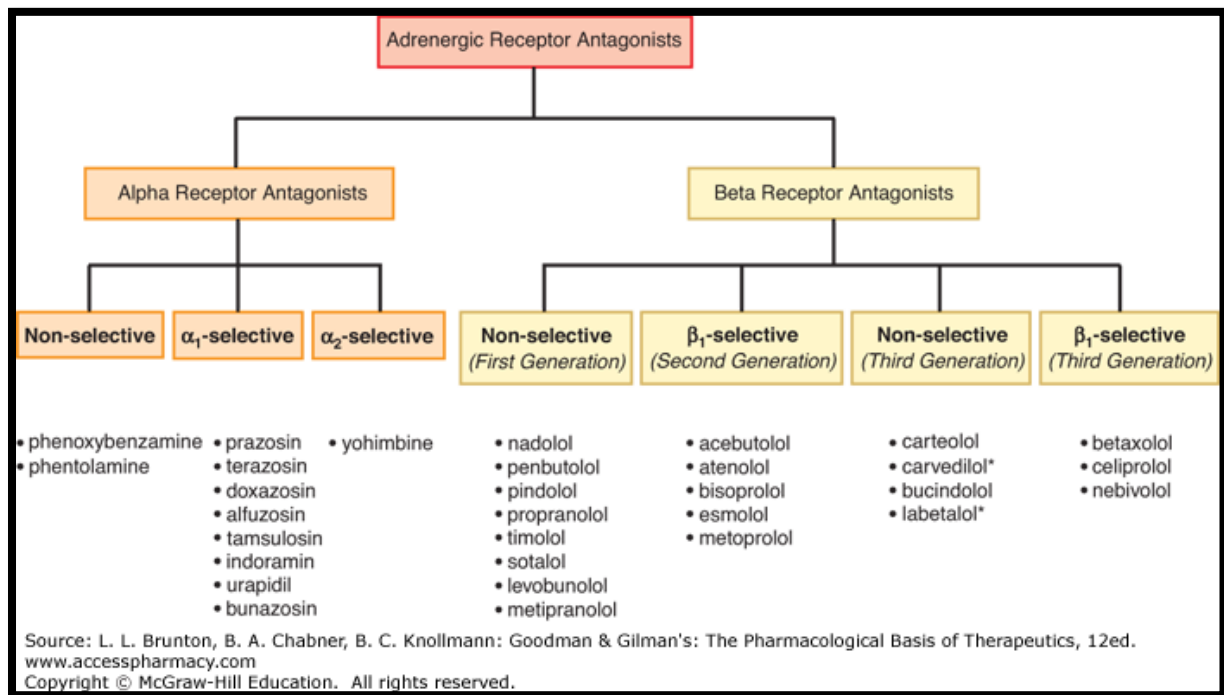 Adrenergic Receptor Antagonists
Alpha Receptor Antagonists
Beta Receptor Antagonists
Non-selective
α₁-selective
α₂-selective
Non-selective
(First Generation)
β₁-selective
(Second Generation)
Non-selective
(Third Generation)
β₁-selective
(Third Generation)
• phenoxybenzamine
• phentolamine
• prazosin
• terazosin
• doxazosin
• alfuzosin
• tamsulosin
• indoramin
• urapidil
• bunazosin
• yohimbine
• nadolol
• penbutolol
• pindolol
• propranolol
• timolol
• sotalol
• levobunolol
• metipranolol
• acebutolol
• atenolol
• bisoprolol
• esmolol
• metoprolol
• carteolol
• carvedilol*
• bucindolol
• labetalol*
• betaxolol
• celiprolol
• nebivolol
Source: L. L. Brunton, B. A. Chabner, B. C. Knollmann: Goodman & Gilman's: The Pharmacological Basis of Therapeutics, 12ed.
www.accesspharmacy.com
Copyright © McGraw-Hill Education. All rights reserved.